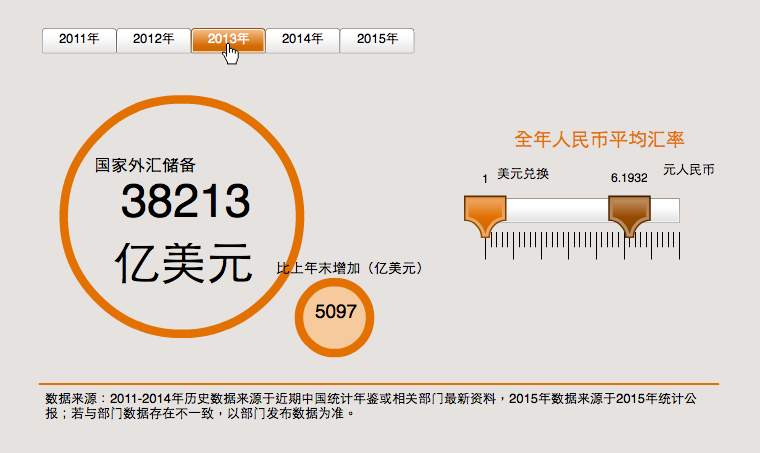 2011年 2012年 2013年 2014年 2015年
国家外汇储备
38213
亿美元
比上年末增加（亿美元）
5097
全年人民币平均汇率
1 美元兑换 6.1932 元人民币
数据来源：2011-2014年历史数据来源于近期中国统计年鉴或相关部门最新资料，2015年数据来源于2015年统计公
报；若与部门数据存在不一致，以部门发布数据为准。